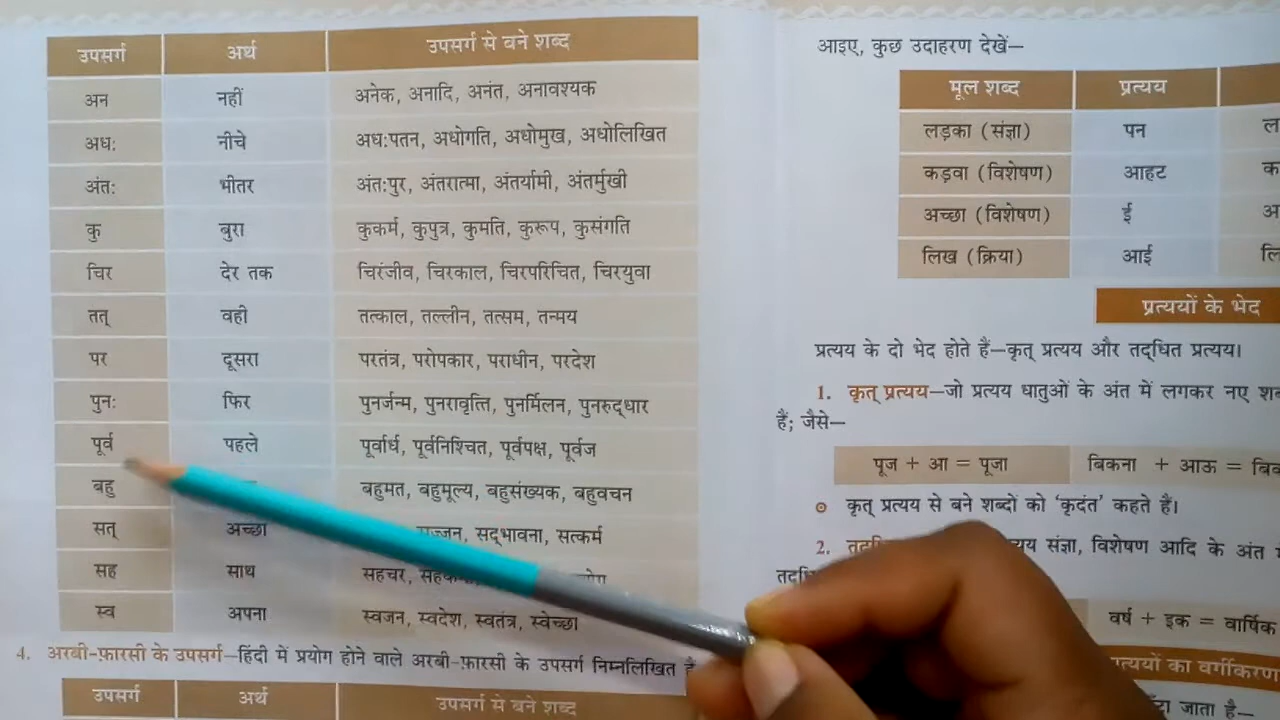 उपसर्ग अर्थ उपसर्ग से बने शब्द
अन नहीं अनेक, अनादि, अनंत, अनावश्यक
अधः नीचे अधःपतन, अधोगति, अधोमुख, अधोलिखित
अंतः भीतर अंतःपुर, अंतरात्मा, अंतर्यामी, अंतर्मुखी
कु बुरा कुकर्म, कुपुत्र, कुमति, कुरूप, कुसंगति
चिर देर तक चिरंजीव, चिरकाल, चिरपरिचित, चिरयुवा
तत् वही तत्काल, तल्लीन, तत्सम, तन्मय
पर दूसरा परतंत्र, परोपकार, पराधीन, परदेश
पुनः फिर पुनर्जन्म, पुनरावृत्ति, पुनर्मिलन, पुनरुद्धार
पूर्व पहले पूर्वार्ध, पूर्वनिश्चित, पूर्वपक्ष, पूर्वज
बहु बहुमत, बहुमूल्य, बहुसंख्यक, बहुवचन
सत् अच्छा सज्जन, सद्भावना, सत्कर्म
सह साथ सहचर,
स्व अपना स्वजन, स्वदेश, स्वतंत्र, स्वेच्छा
4. अरबी-फ़ारसी के उपसर्ग—हिंदी में प्रयोग होने वाले अरबी-फ़ारसी के उपसर्ग निम्नलिखित हैं
उपसर्ग अर्थ उपसर्ग से बने शब्द
आइए, कुछ उदाहरण देखें—
मूल शब्द प्रत्यय
लड़का (संज्ञा) पन
कड़वा (विशेषण) आहट
अच्छा (विशेषण) ई
लिख (क्रिया) आई
प्रत्ययों के भेद
प्रत्यय के दो भेद होते हैं—कृत् प्रत्यय और तद्धित प्रत्यय।
1. कृत् प्रत्यय—जो प्रत्यय धातुओं के अंत में लगकर नए
हैं; जैसे—
पूज + आ = पूजा बिकना + आऊ =
कृत् प्रत्यय से बने शब्दों को ‘कृदंत’ कहते हैं।
2. संज्ञा, विशेषण आदि के अंत
वर्ष + इक = वार्षिक
का वर्गीकरण
जाता है—